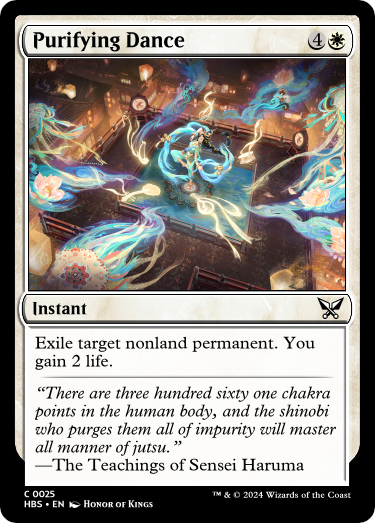 Purifying Dance 4
Instant
Exile target nonland permanent. You
gain 2 life.
“There are three hundred sixty one chakra
points in the human body, and the shinobi
who purges them all of impurity will master
all manner of jutsu.”
—The Teachings of Sensei Haruma
C 0025
HBS • EN Honor of Kings
™ & © 2024 Wizards of the Coast